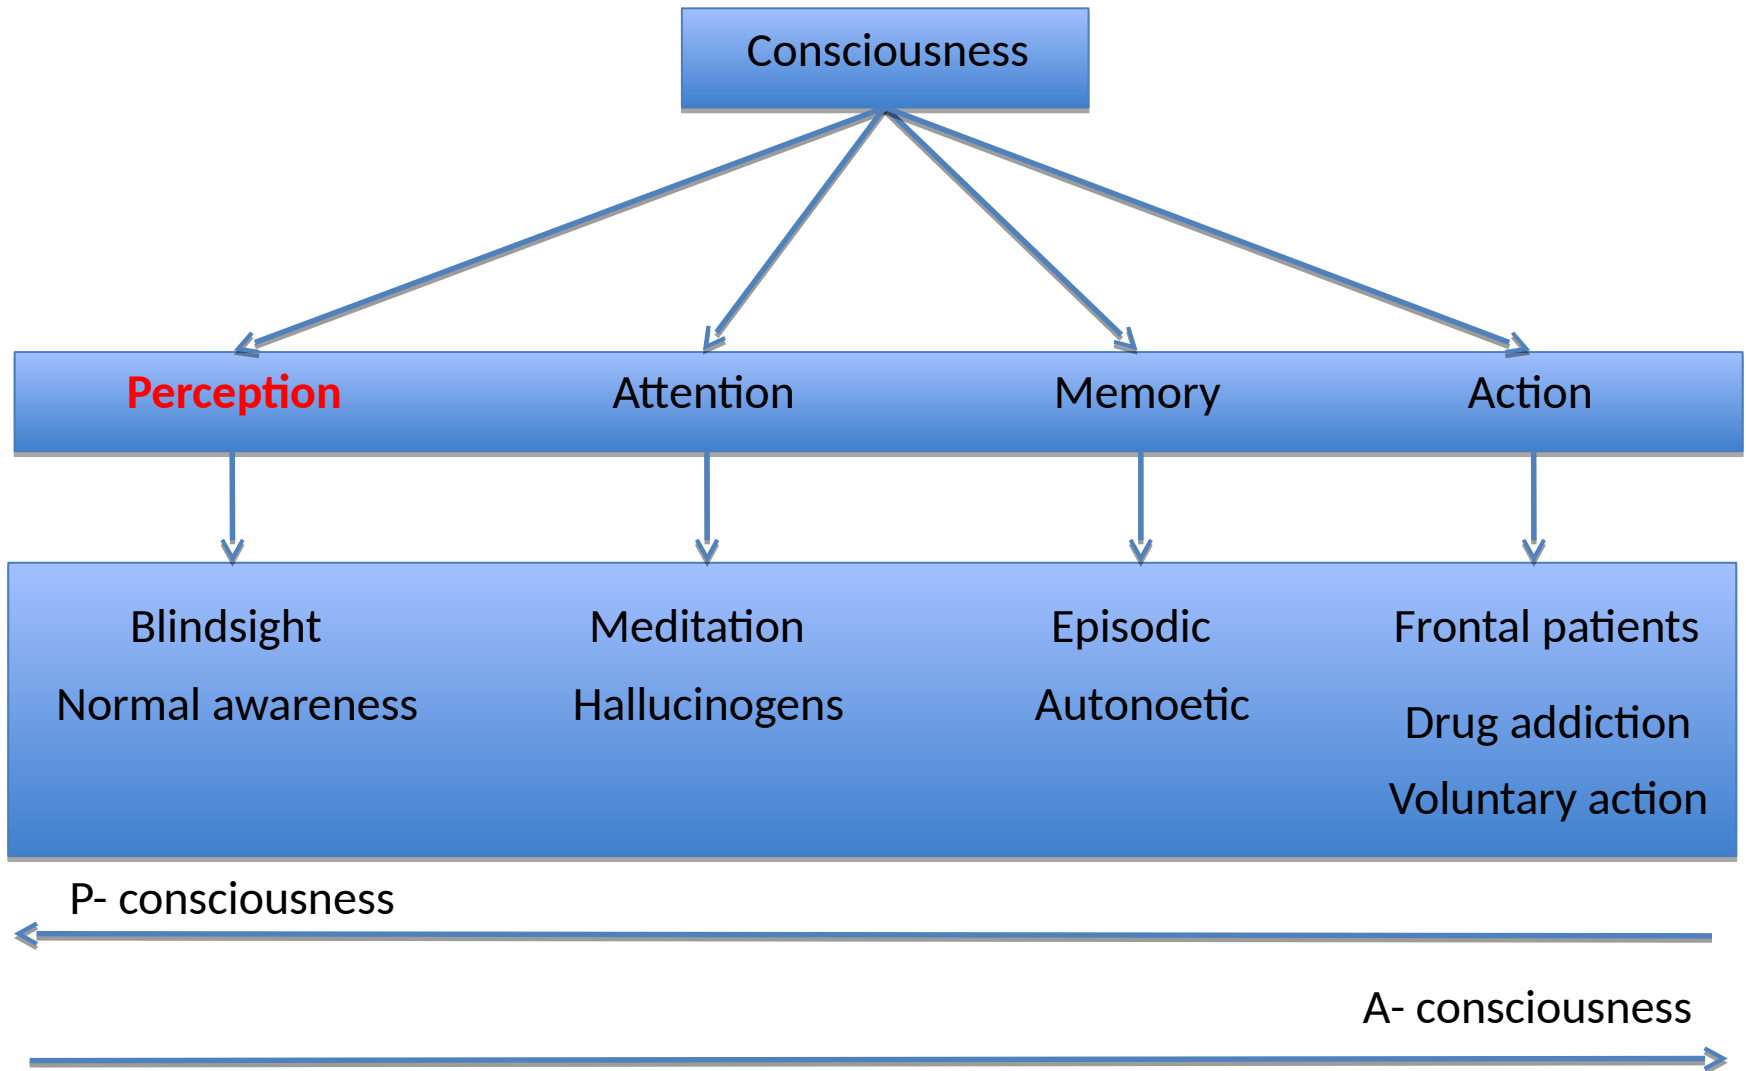 Consciousness
Perception Attention Memory Action
Blindsight Meditation Episodic Frontal patients
Normal awareness Hallucinogens Autonoetic Drug addiction
Voluntary action
P- consciousness
A- consciousness